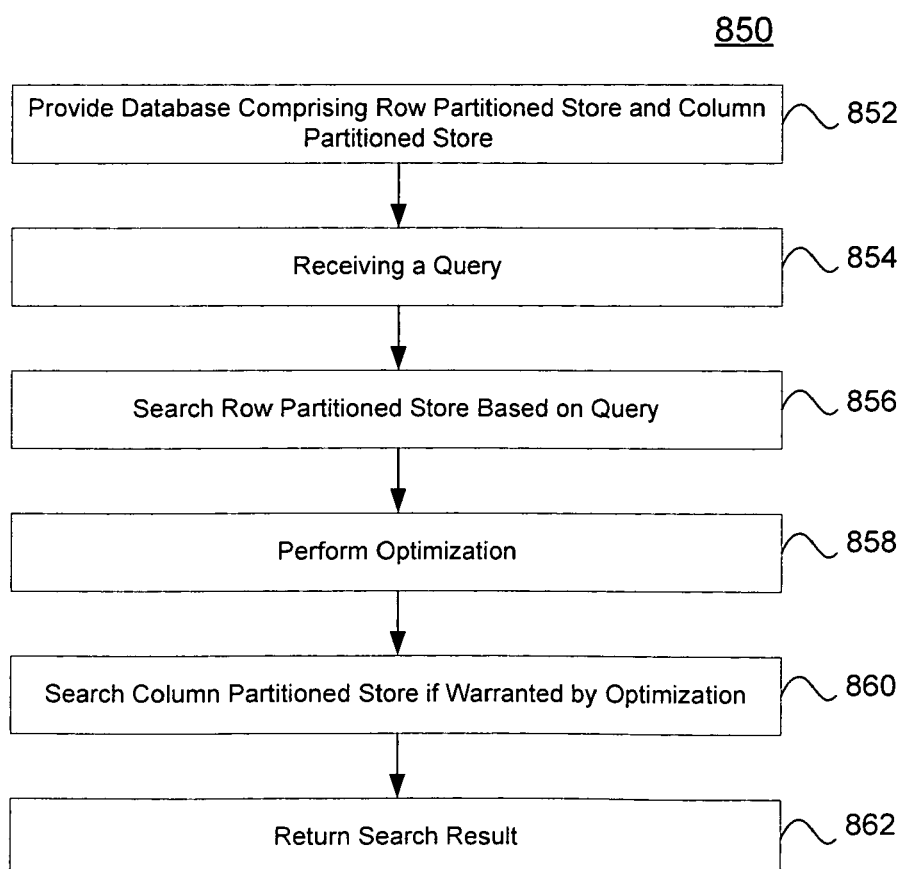 850
Provide Database Comprising Row Partitioned Store and Column
Partitioned Store
852
Receiving a Query
854
Search Row Partitioned Store Based on Query
856
Perform Optimization
858
Search Column Partitioned Store if Warranted by Optimization
860
Return Search Result
862